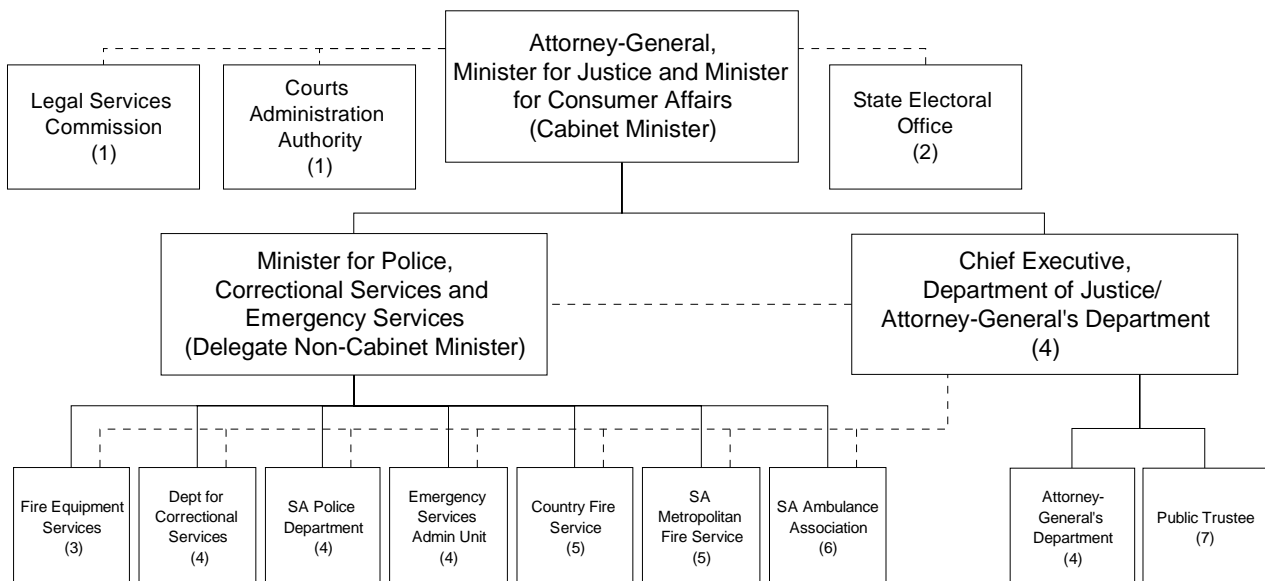 Attorney-General,
Minister for Justice and Minister
for Consumer Affairs
(Cabinet Minister)
Legal Services
Commission
(1)
Courts
Administration
Authority
(1)
State Electoral
Office
(2)
Minister for Police,
Correctional Services and
Emergency Services
(Delegate Non-Cabinet Minister)
Chief Executive,
Department of Justice/
Attorney-General's Department
(4)
Fire Equipment
Services
(3)
Dept for
Correctional
Services
(4)
SA Police
Department
(4)
Emergency
Services
Admin Unit
(4)
Country Fire
Service
(5)
SA
Metropolitan
Fire Service
(5)
SA Ambulance
Association
(6)
Attorney-
General's
Department
(4)
Public Trustee
(7)